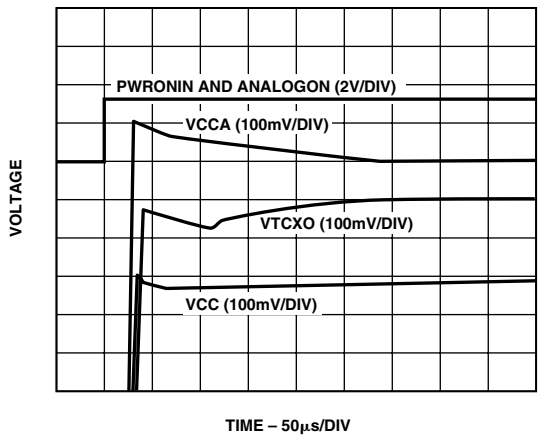 PWRONIN AND ANALOGON (2V/DIV)
VCCA (100mV/DIV)
VTCXO (100mV/DIV)
VCC (100mV/DIV)
VOLTAGE
TIME – 50μs/DIV